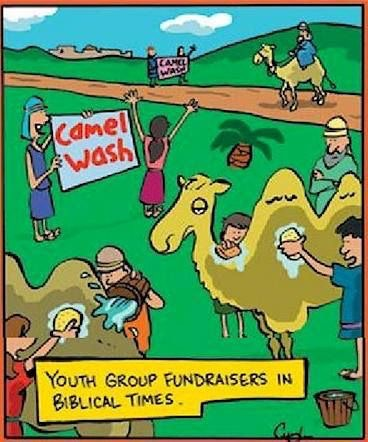 CAMEL
WASH
Camel
Wash
YOUTH GROUP FUNDRAISERS IN
BIBLICAL TIMES.